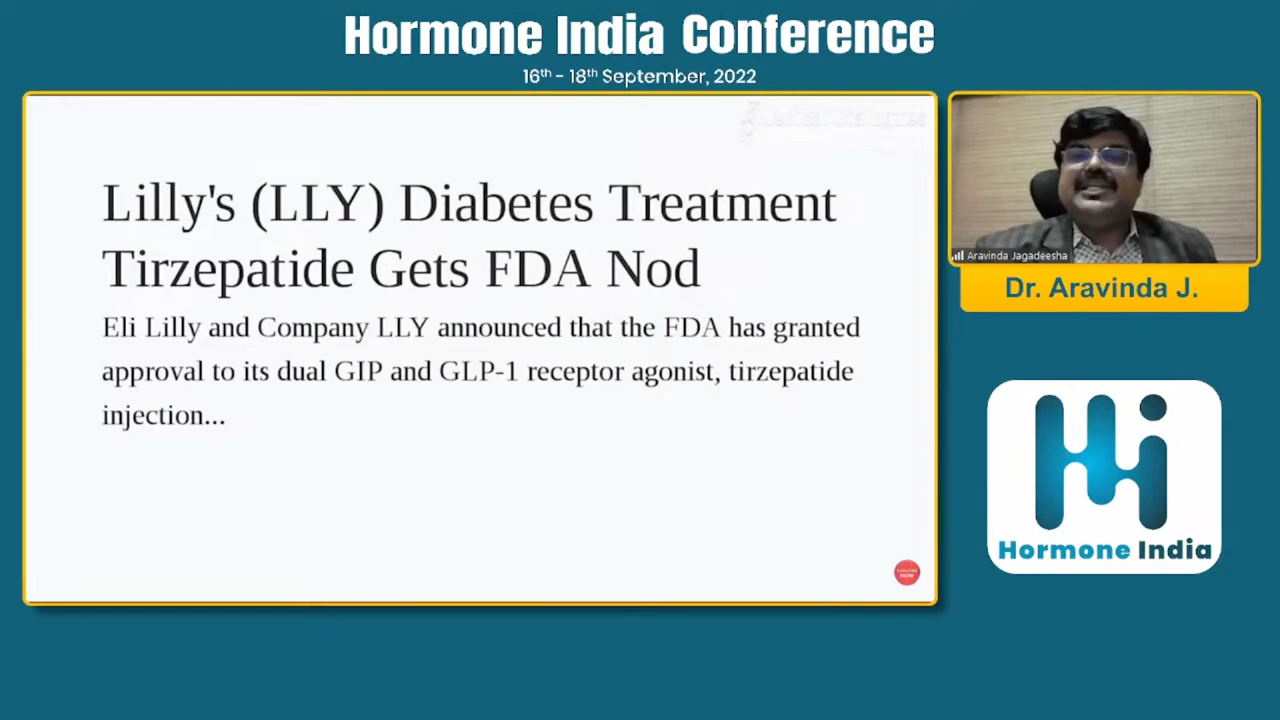 Hormone India Conference
16th - 18th September, 2022
Lilly's (LLY) Diabetes Treatment
Tirzepatide Gets FDA Nod
Eli Lilly and Company LLY announced that the FDA has granted
approval to its dual GIP and GLP-1 receptor agonist, tirzepatide
injection...
NOW
Aravinda Jagadeesha
Dr. Aravinda J.
Hormone India